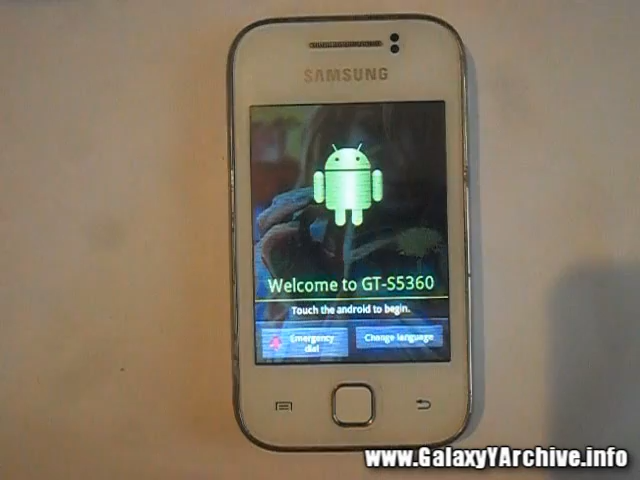 SAMSUNG
Welcome to GT-S5360
Touch the android to begin.
Emergency
dial
Change language
www.GalaxyYArchive.info